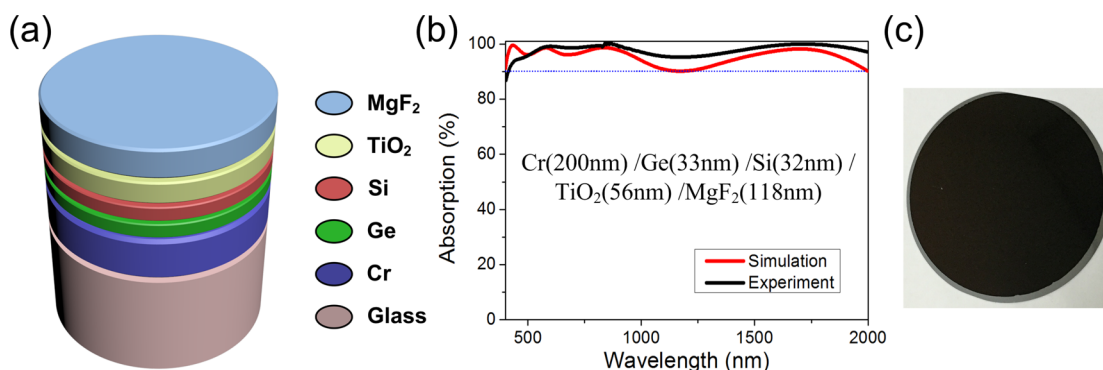 (a)
MgF₂
TiO₂
Si
Ge
Cr
Glass
(b)
Absorption (%)
100
80
60
40
20
0
Cr(200nm) /Ge(33nm) /Si(32nm) /
TiO₂(56nm) /MgF₂(118nm)
Simulation
Experiment
500
1000
1500
2000
Wavelength (nm)
(c)